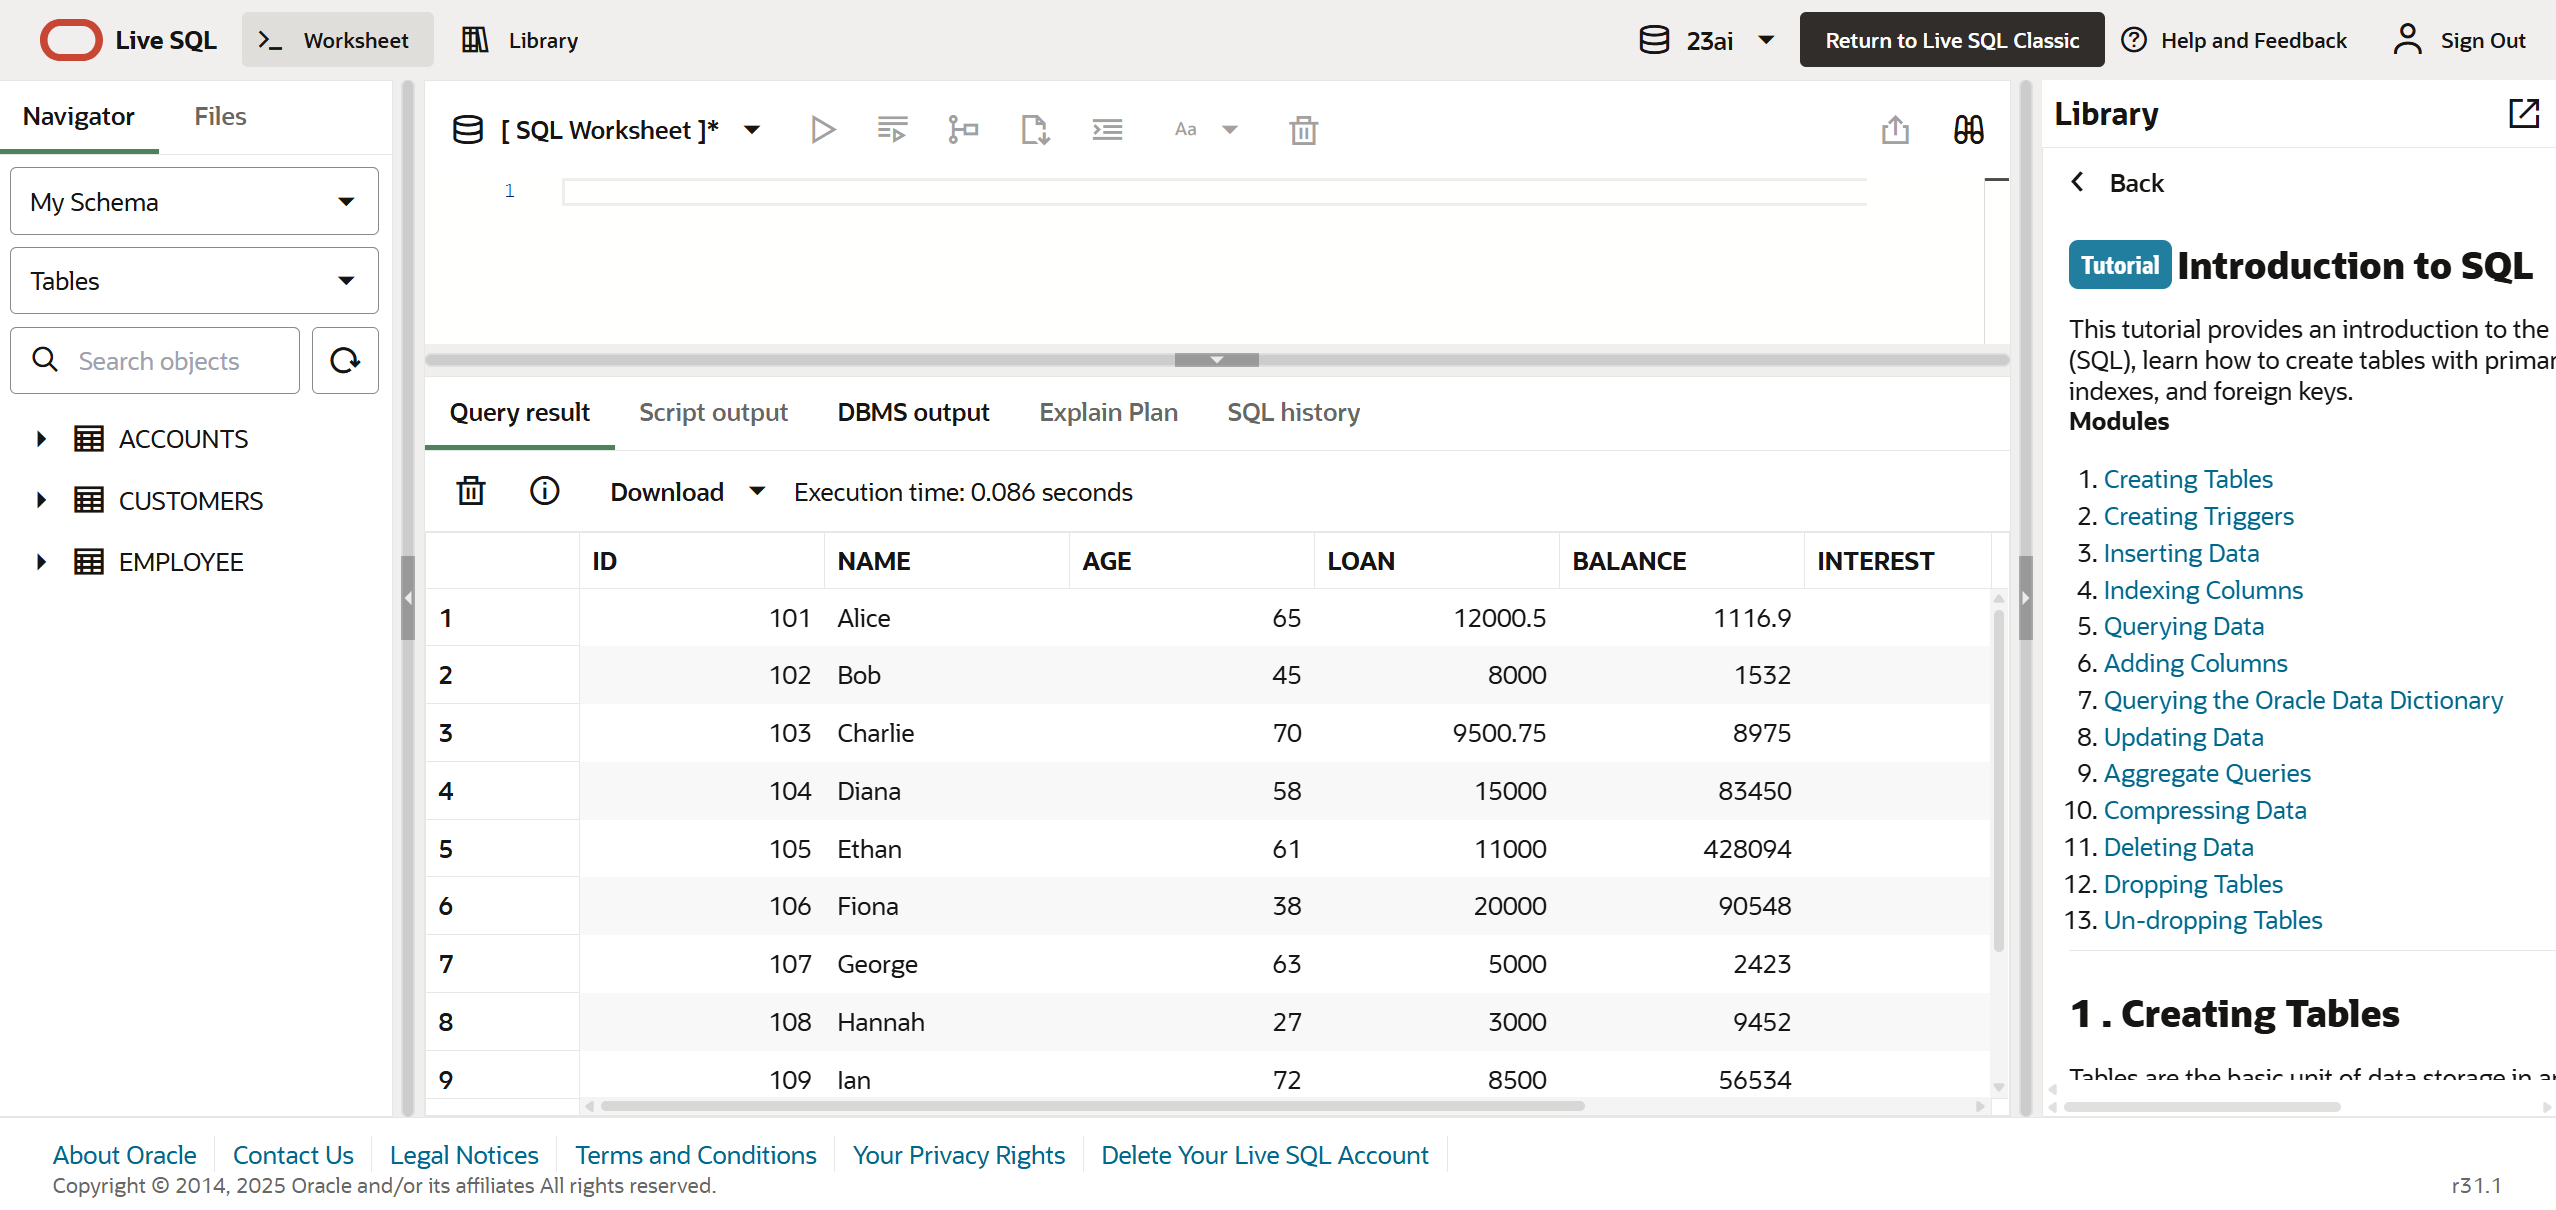 Live SQL
Worksheet
Library
23ai
Return to Live SQL Classic
Help and Feedback
Sign Out
Navigator
Files
My Schema
Tables
Search objects
ACCOUNTS
CUSTOMERS
EMPLOYEE
[ SQL Worksheet ]*
Aa
1
Query result
Script output
DBMS output
Explain Plan
SQL history
Download
Execution time: 0.086 seconds
ID NAME AGE LOAN BALANCE INTEREST
1 101 Alice 65 12000.5 1116.9
2 102 Bob 45 8000 1532
3 103 Charlie 70 9500.75 8975
4 104 Diana 58 15000 83450
5 105 Ethan 61 11000 428094
6 106 Fiona 38 20000 90548
7 107 George 63 5000 2423
8 108 Hannah 27 3000 9452
9 109 Ian 72 8500 56534
Library
Back
Tutorial Introduction to SQL
This tutorial provides an introduction to the
(SQL), learn how to create tables with primar
indexes, and foreign keys.
Modules
1. Creating Tables
2. Creating Triggers
3. Inserting Data
4. Indexing Columns
5. Querying Data
6. Adding Columns
7. Querying the Oracle Data Dictionary
8. Updating Data
9. Aggregate Queries
10. Compressing Data
11. Deleting Data
12. Dropping Tables
13. Un-dropping Tables
1 . Creating Tables
Tables are the basic unit of data storage in
About Oracle
Contact Us
Legal Notices
Terms and Conditions
Your Privacy Rights
Delete Your Live SQL Account
Copyright © 2014, 2025 Oracle and/or its affiliates All rights reserved.
r31.1